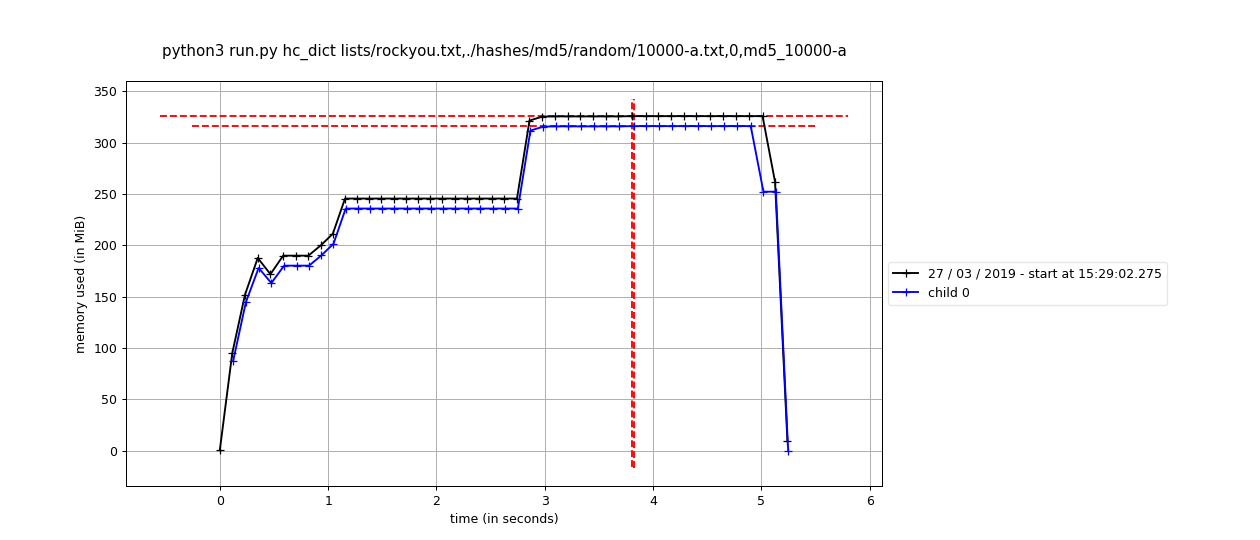 python3 run.py hc_dict lists/rockyou.txt,./hashes/md5/random/10000-a.txt,0,md5_10000-a
350
300
250
200
150
100
50
0
memory used (in MiB)
0 1 2 3 4 5 6
time (in seconds)
27 / 03 / 2019 - start at 15:29:02.275
child 0